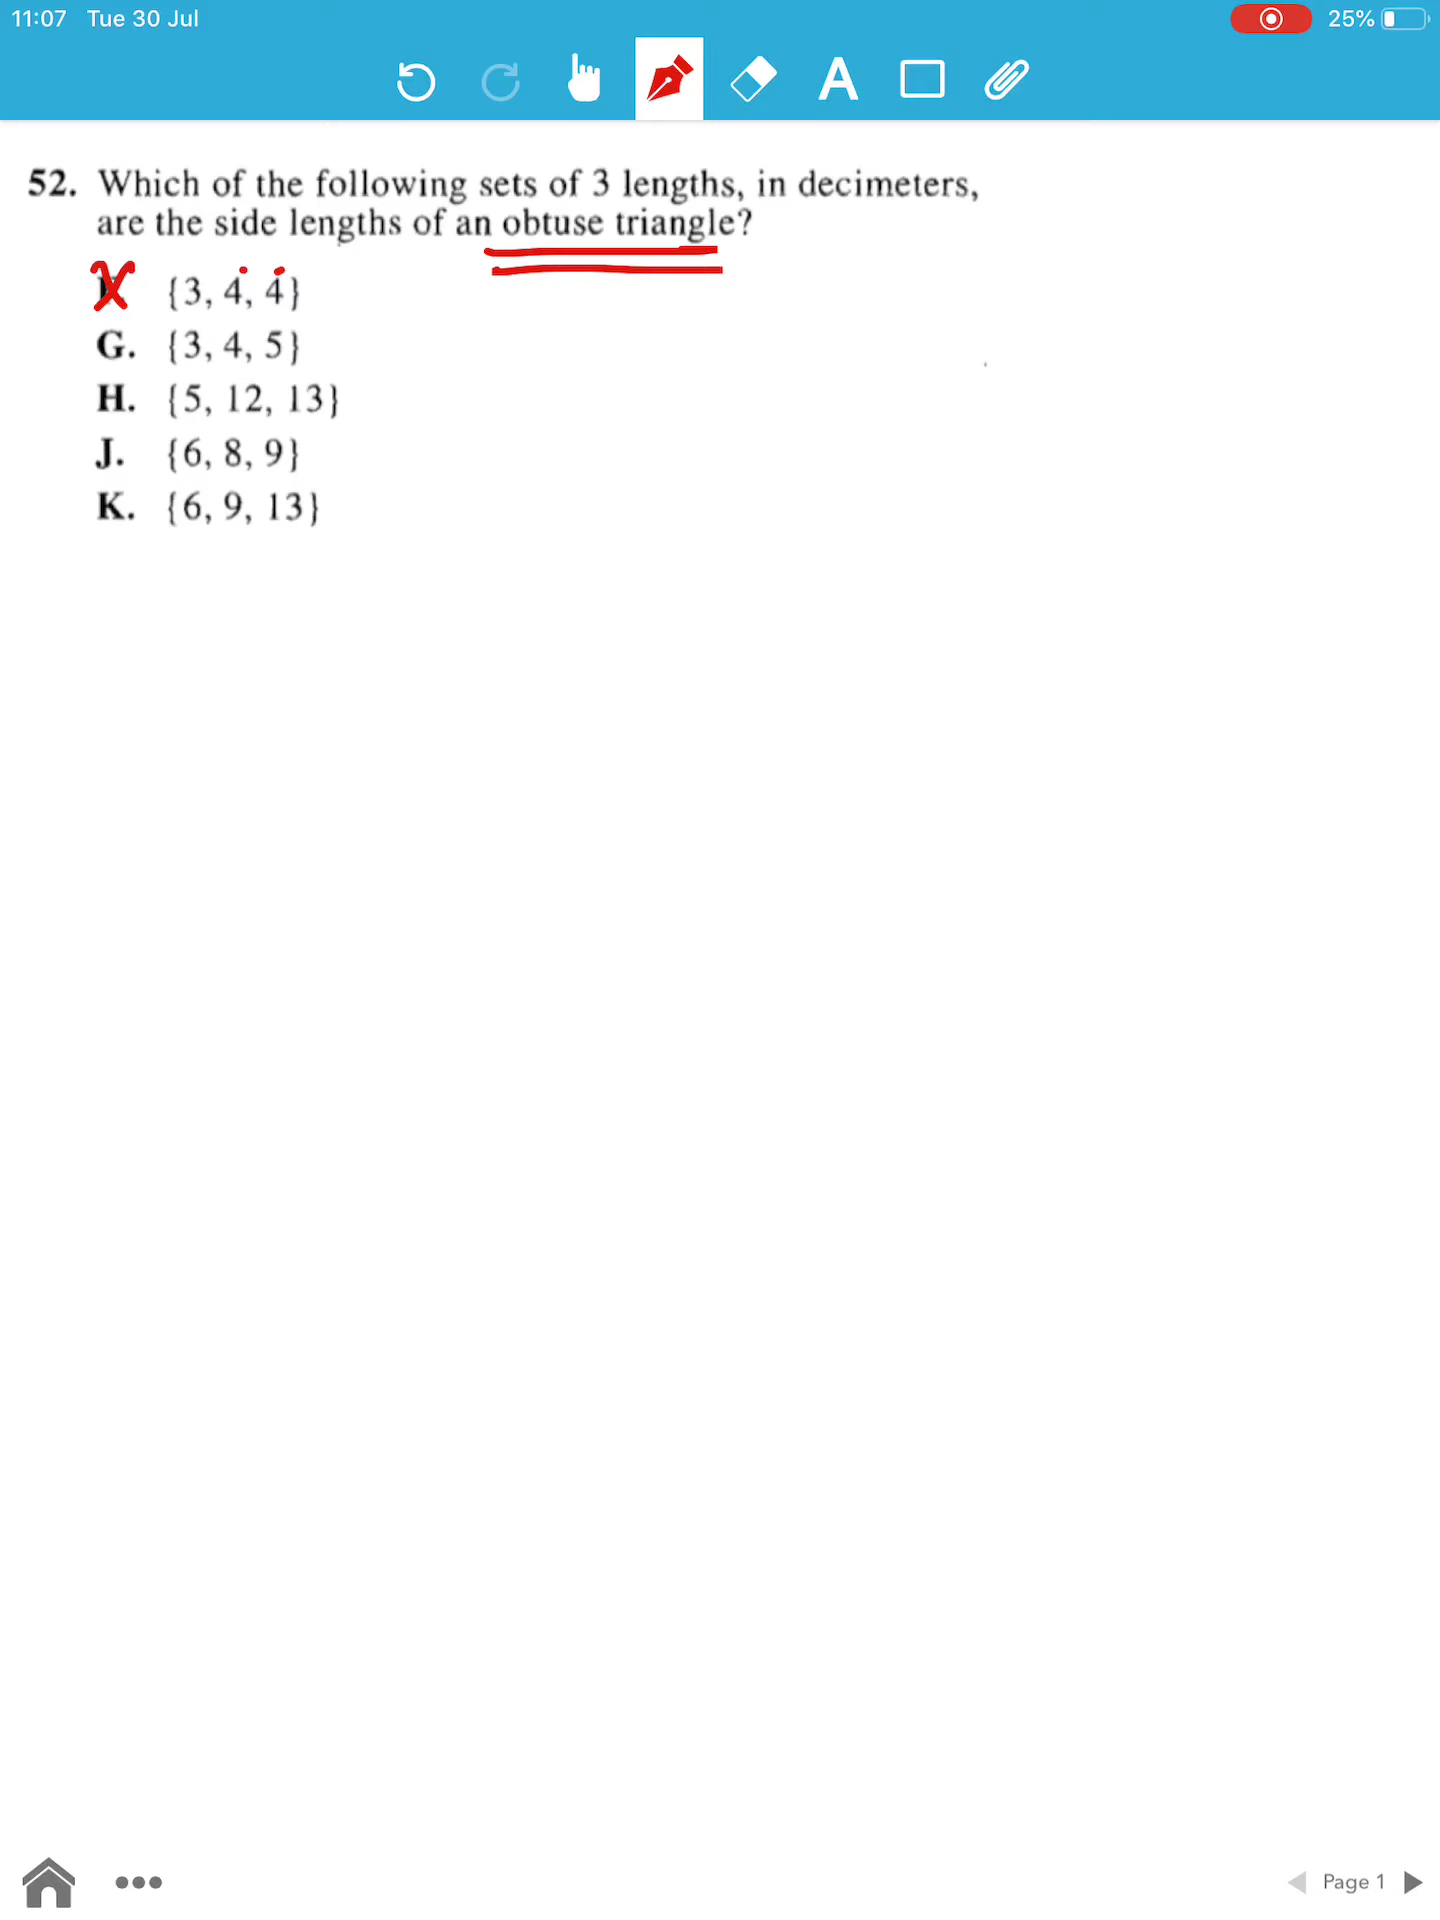 11:07 Tue 30 Jul
25%
A
52. Which of the following sets of 3 lengths, in decimeters,
are the side lengths of an obtuse triangle?
{3, 4, 4}
G. {3, 4, 5}
H. {5, 12, 13}
J. {6, 8, 9}
K. {6, 9, 13}
Page 1